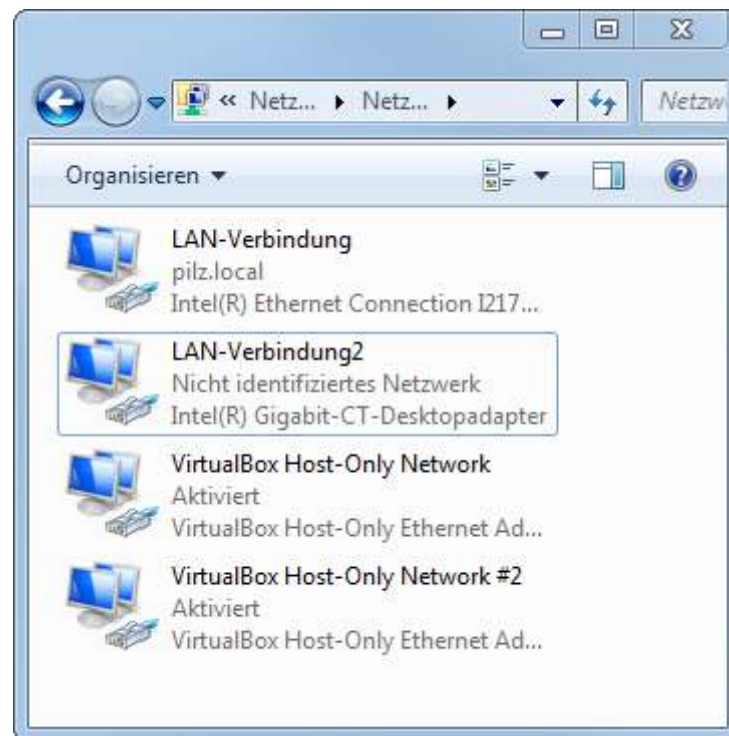 « Netz... ▸ Netz... ▸ Netzw
Organisieren
LAN-Verbindung
pilz.local
Intel(R) Ethernet Connection I217...
LAN-Verbindung2
Nicht identifiziertes Netzwerk
Intel(R) Gigabit-CT-Desktopadapter
VirtualBox Host-Only Network
Aktiviert
VirtualBox Host-Only Ethernet Ad...
VirtualBox Host-Only Network #2
Aktiviert
VirtualBox Host-Only Ethernet Ad...